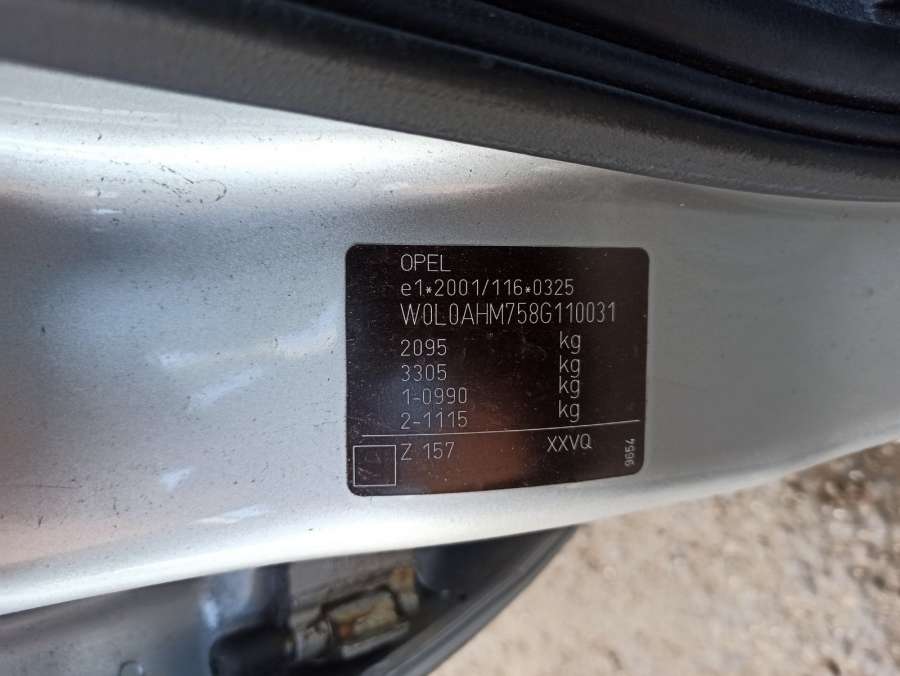 OPEL
e1*2001/116*0325
W0L0AHM758G110031
2095 kg
3305 kg
1-0990 kg
2-1115 kg
Z 157 XXVQ
9654